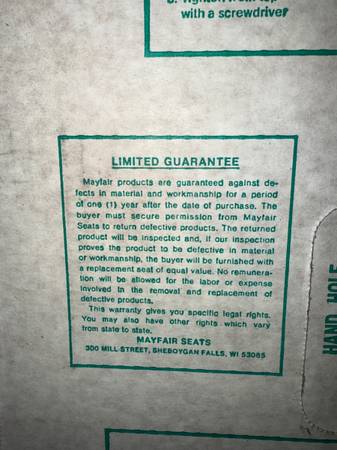 with a screwdriver
LIMITED GUARANTEE
Mayfair products are guaranteed against de-
fects in material and workmanship for a period
of one (1) year after the date of purchase. The
buyer must secure permission from Mayfair
Seats to return defective products. The returned
product will be inspected and, if our inspection
proves the product to be defective in material
or workmanship, the buyer will be furnished with
a replacement seat of equal value. No remunera-
tion will be allowed for the labor or expense
involved in the removal and replacement of
defective products.
This warranty gives you specific legal rights.
You may also have other rights which vary
from state to state.
MAYFAIR SEATS
300 MILL STREET, SHEBOYGAN FALLS, WI 53085
HAND HOLE